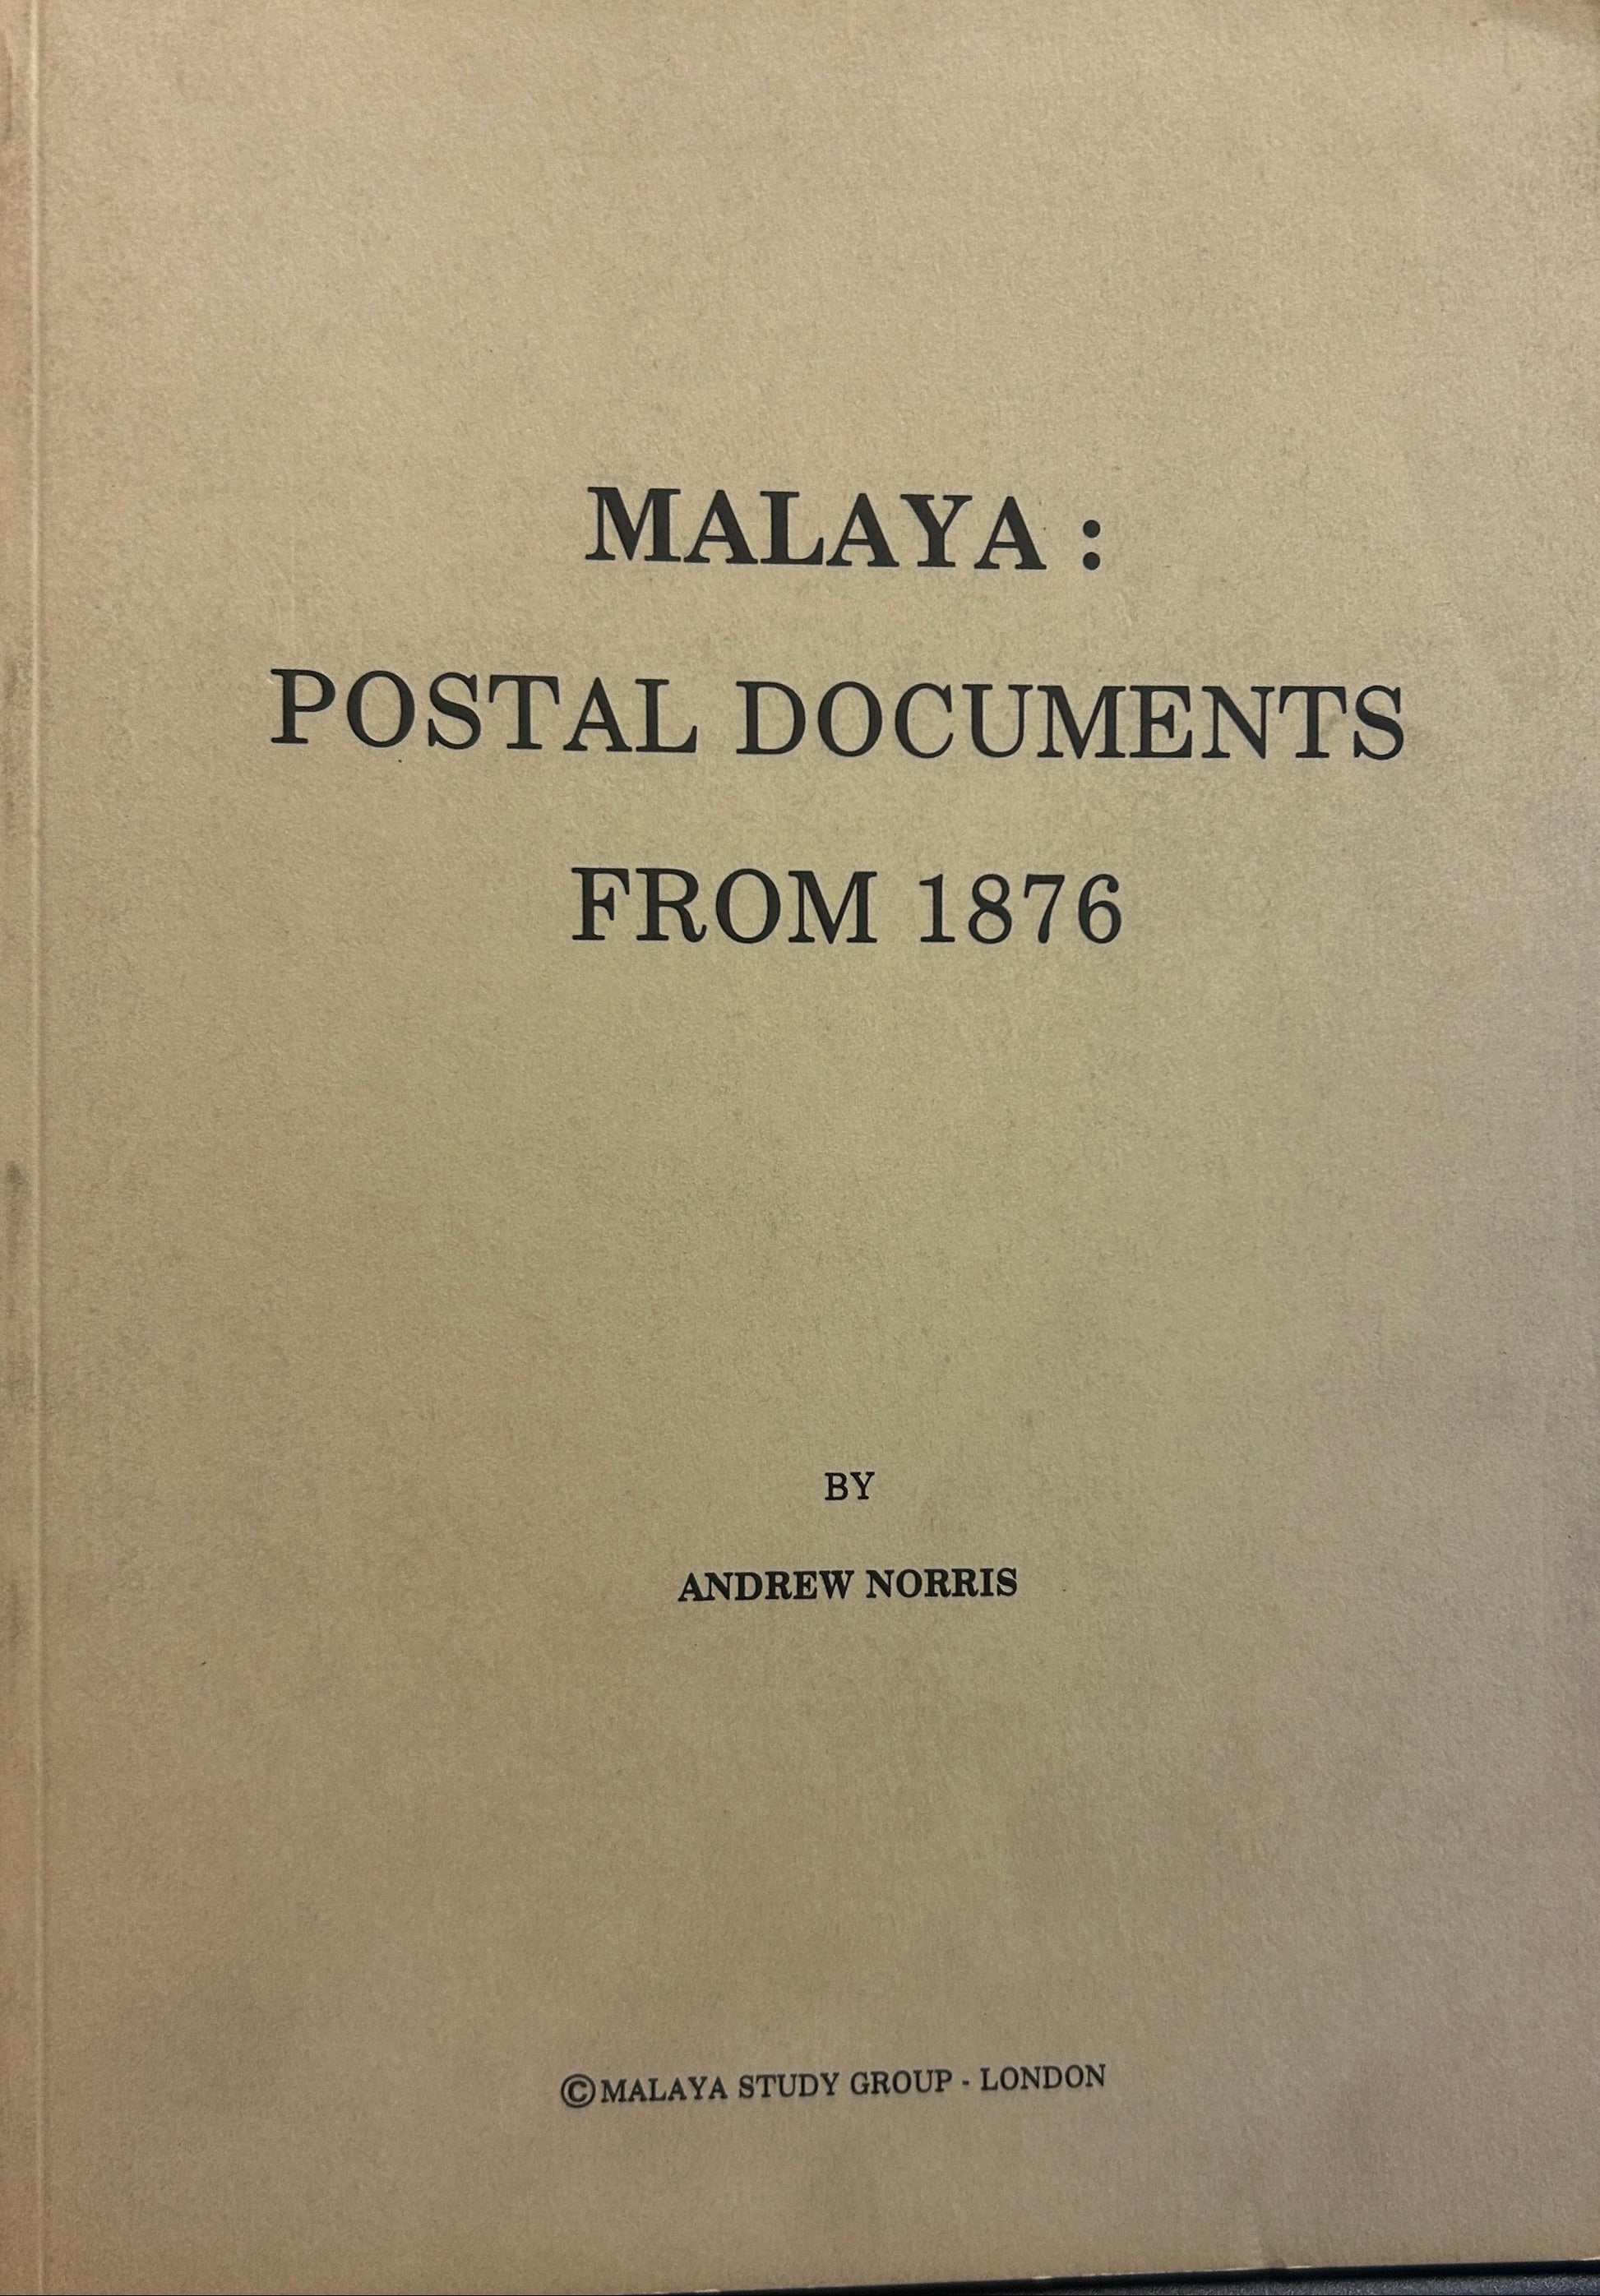 MALAYA :
POSTAL DOCUMENTS
FROM 1876
BY
ANDREW NORRIS
©MALAYA STUDY GROUP - LONDON